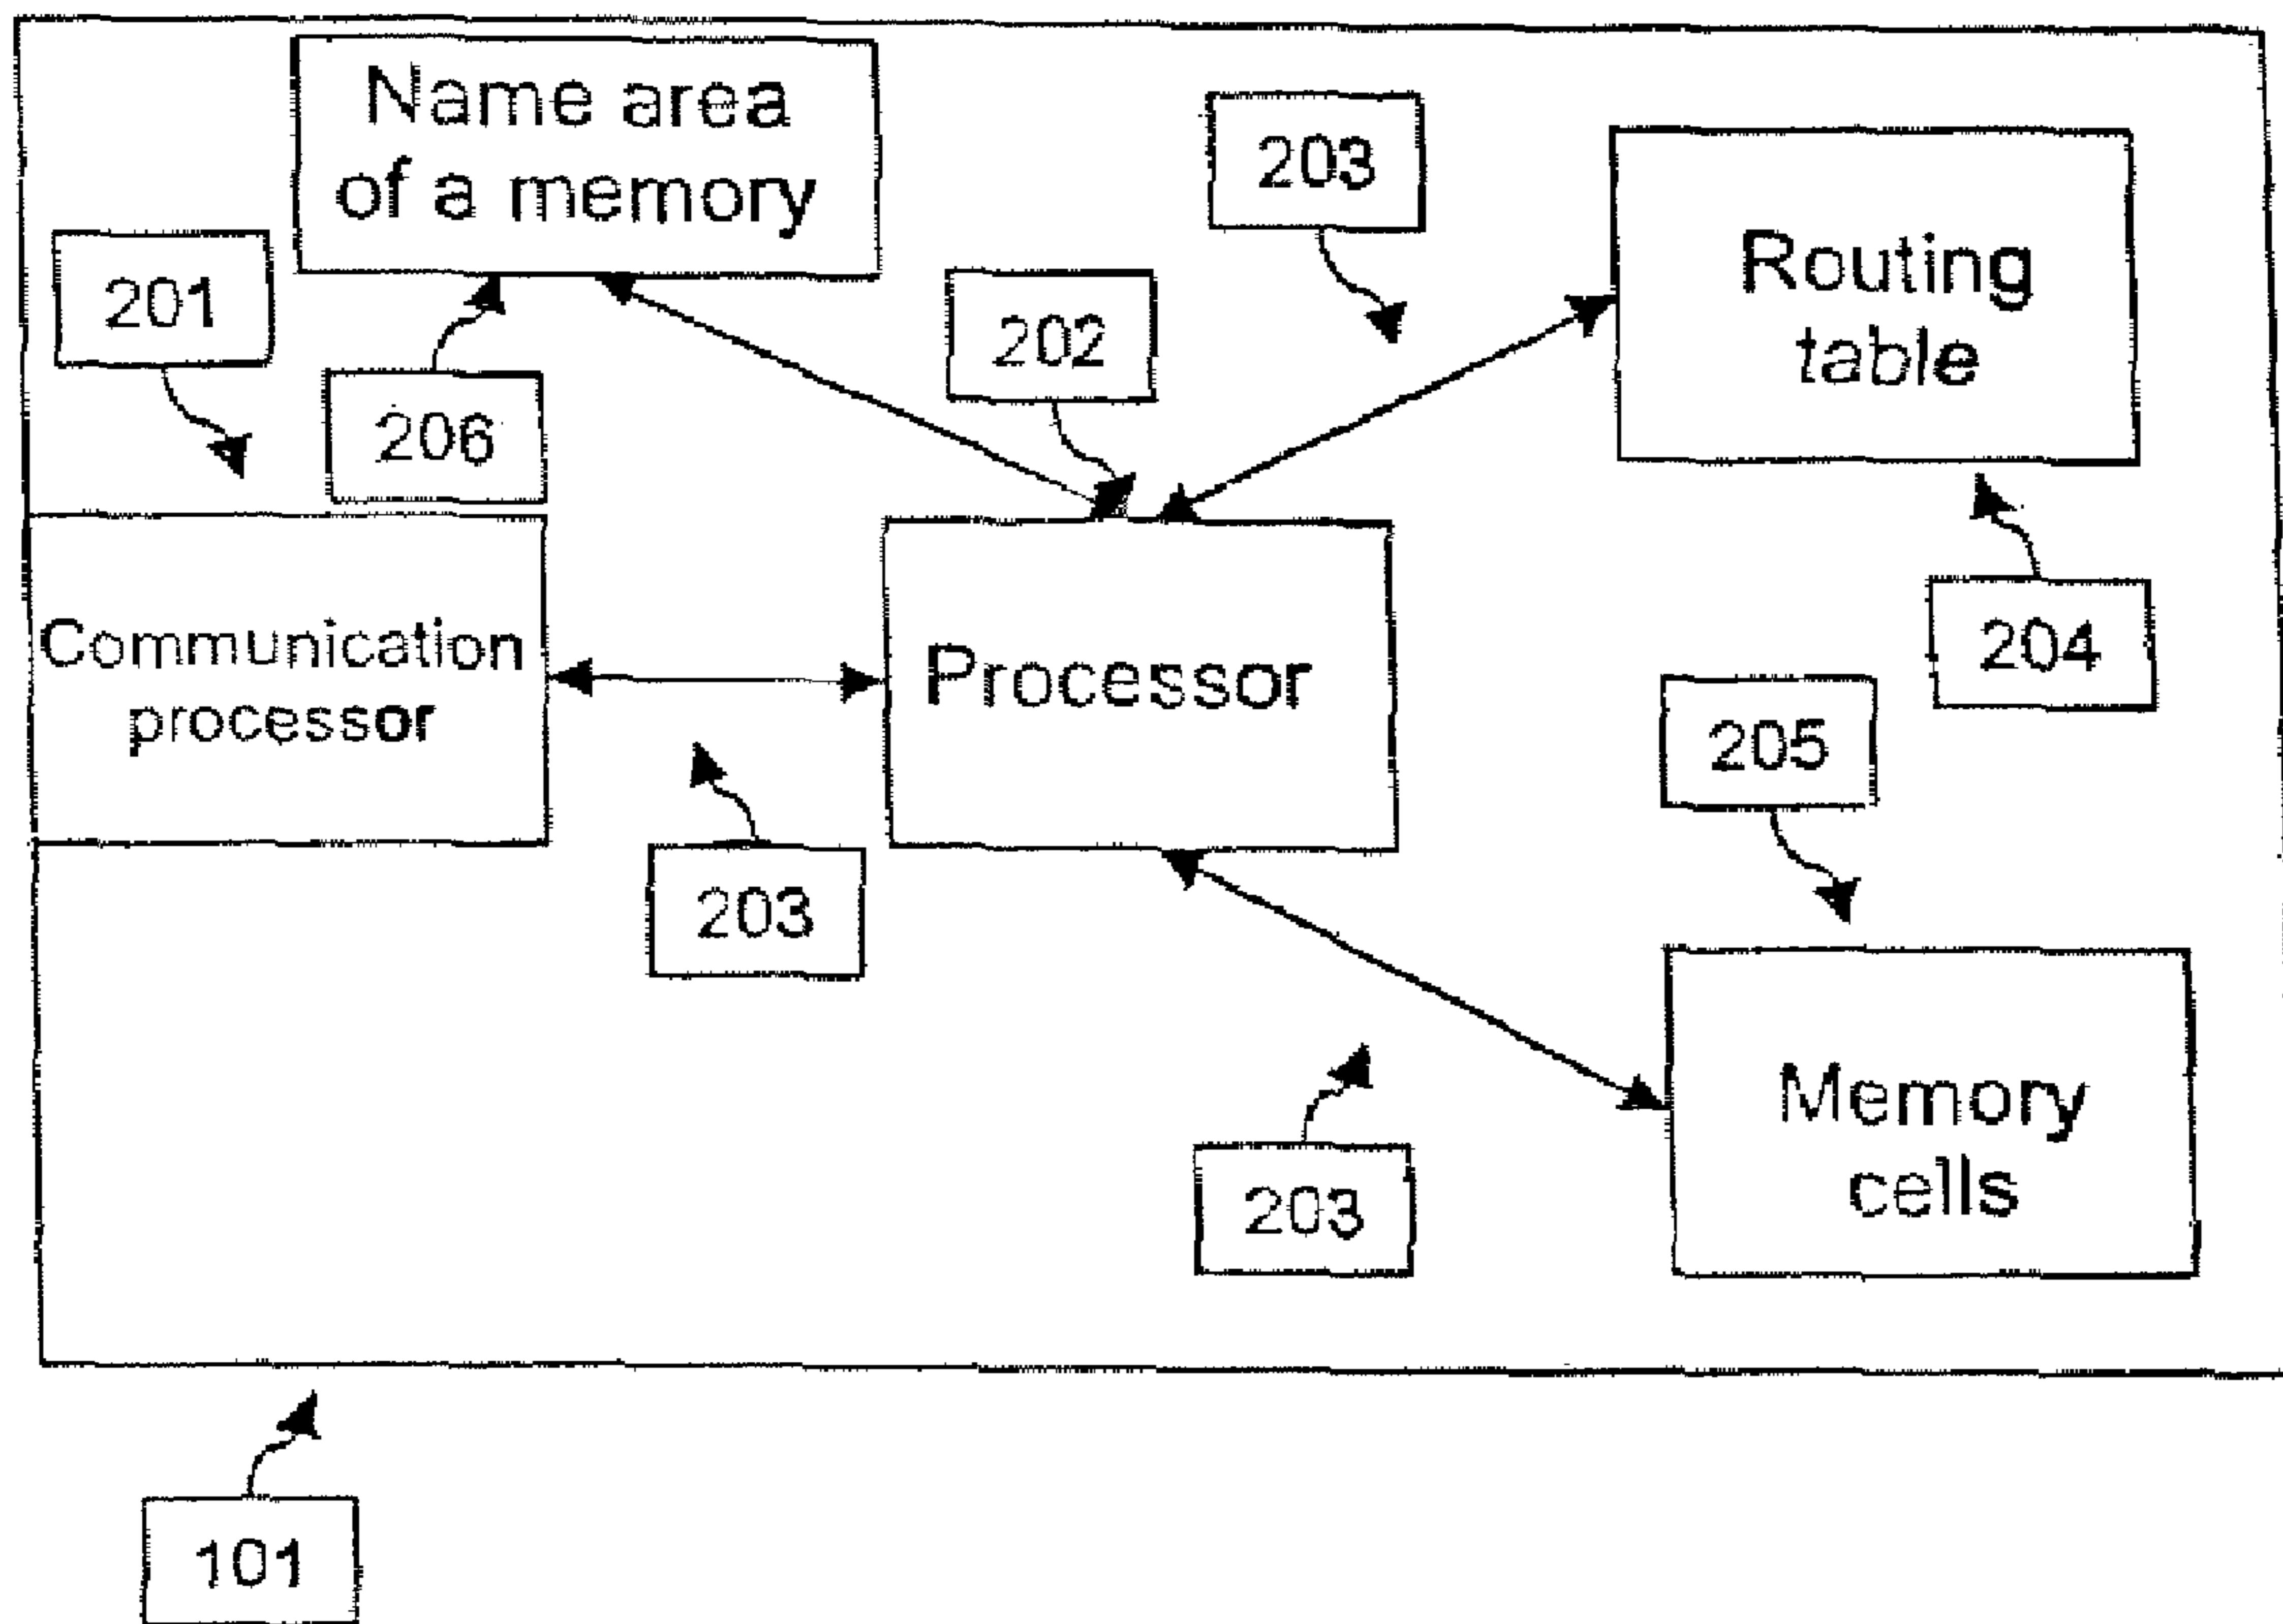 Name area
of a memory
203
Routing
table
201
202
206
Communication
processor
Processor
204
205
203
Memory
cells
203
101